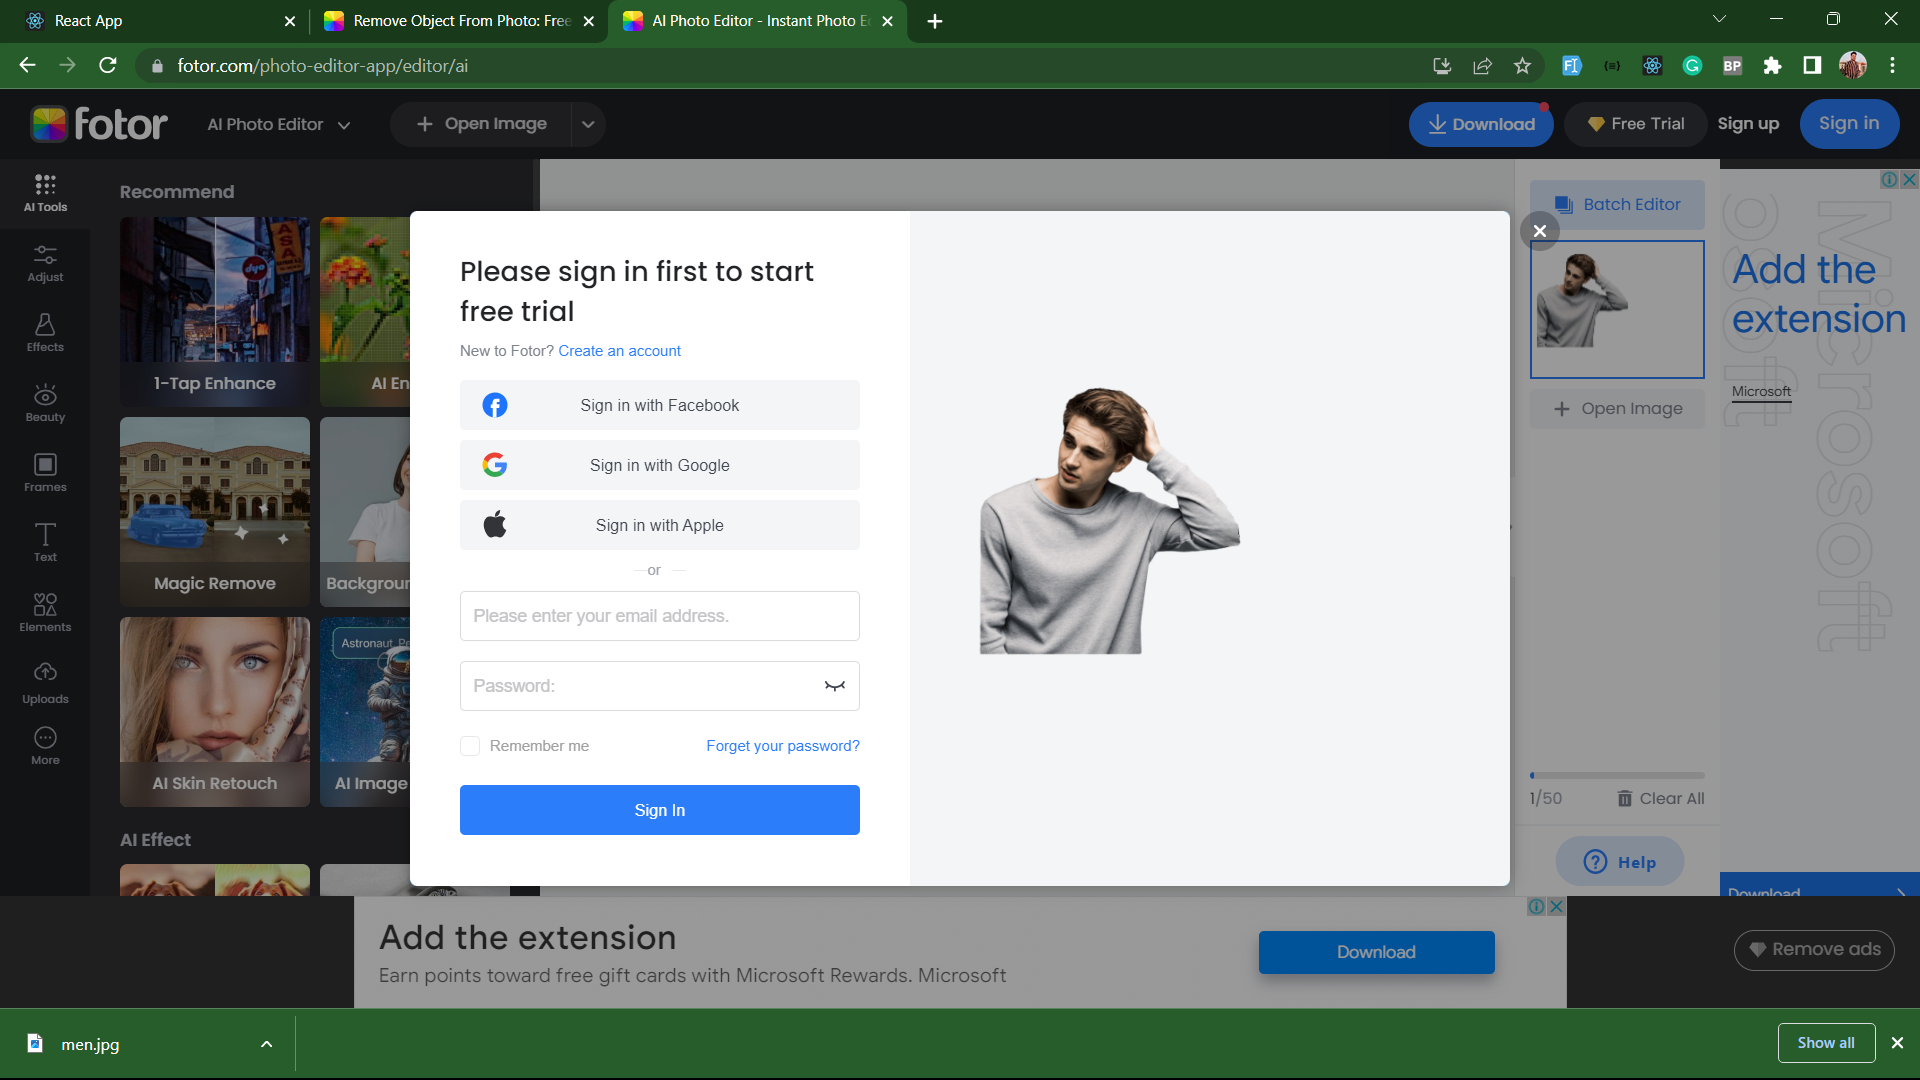 React App
Remove Object From Photo: Free
AI Photo Editor - Instant Photo E
fotor.com/photo-editor-app/editor/ai
BP
fotor
AI Photo Editor
Open Image
Download
Free Trial
Sign up
Sign in
AI Tools
Adjust
Effects
Beauty
Frames
Text
Elements
Uploads
More
Recommend
1-Tap Enhance
AI En
Magic Remove
Backgrour
Astronaut
AI Skin Retouch
AI Image
AI Effect
Please sign in first to start
free trial
New to Fotor? Create an account
Sign in with Facebook
Sign in with Google
Sign in with Apple
or
Please enter your email address.
Password:
Remember me
Forget your password?
Sign In
Batch Editor
Open Image
1/50
Clear All
Help
Microsoft
Add the
extension
Microsoft
Download
Add the extension
Earn points toward free gift cards with Microsoft Rewards. Microsoft
Download
Remove ads
men.jpg
Show all